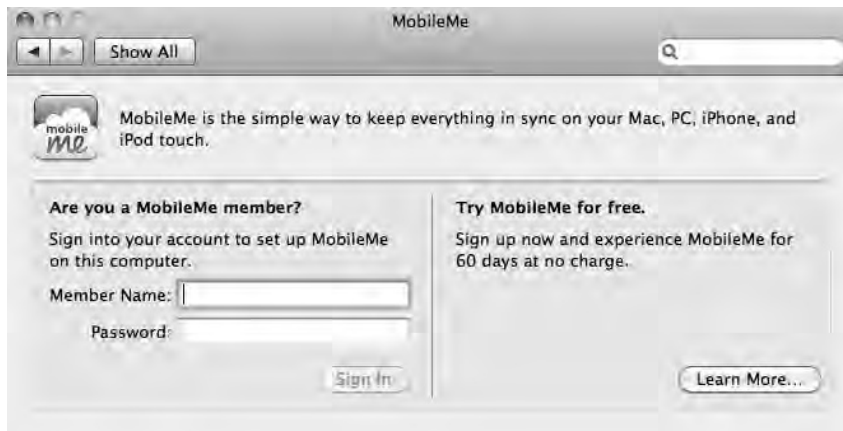 MobileMe
Show All
mobile
me
MobileMe is the simple way to keep everything in sync on your Mac, PC, iPhone, and
iPod touch.
Are you a MobileMe member?
Sign into your account to set up MobileMe
on this computer.
Member Name:
Password:
Sign In
Try MobileMe for free.
Sign up now and experience MobileMe for
60 days at no charge.
Learn More...